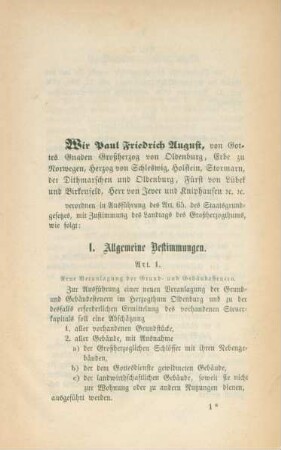 Wir Paul Friedrich August, von Got-
tes Gnaden Großherzog von Oldenburg, Erbe zu
Norwegen, Herzog von Schleswig, Holstein, Stormarn,
der Dithmarschen und Oldenburg, Fürst von Lübek
und Birkenfeld, Herr von Jever und Kniphausen ꝛc. ꝛc.
verordnen in Ausführung des Art. 65. des Staatsgrund-
gesetzes, mit Zustimmung des Landtags des Großherzogthums,
wie folgt:
I. Allgemeine Bestimmungen.
Art. 1.
Neue Veranlagung der Grund- und Gebäudesteuern.
Zur Ausführung einer neuen Veranlagung der Grund-
und Gebäudesteuern im Herzogthum Oldenburg und zu der
desfalls erforderlichen Ermittelung des vorhandenen Steuer-
kapitals soll eine Abschätzung
1. aller vorhandenen Grundstücke,
2. aller Gebäude, mit Ausnahme
a) der Großherzoglichen Schlösser mit ihren Nebenge-
bäuden,
b) der dem Gottesdienste gewidmeten Gebäude,
c) der landwirthschaftlichen Gebäude, soweit sie nicht
zur Wohnung oder zu andern Nutzungen dienen,
ausgeführt werden.
1*